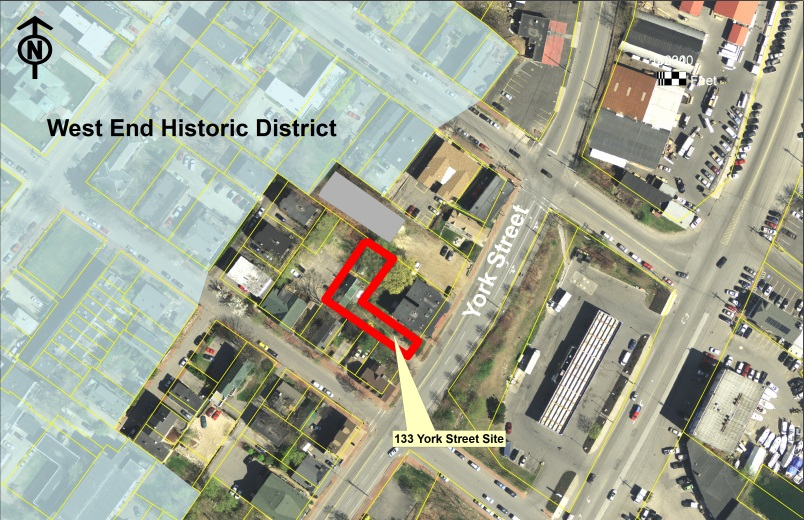 N
West End Historic District
Feet
York Street
133 York Street Site